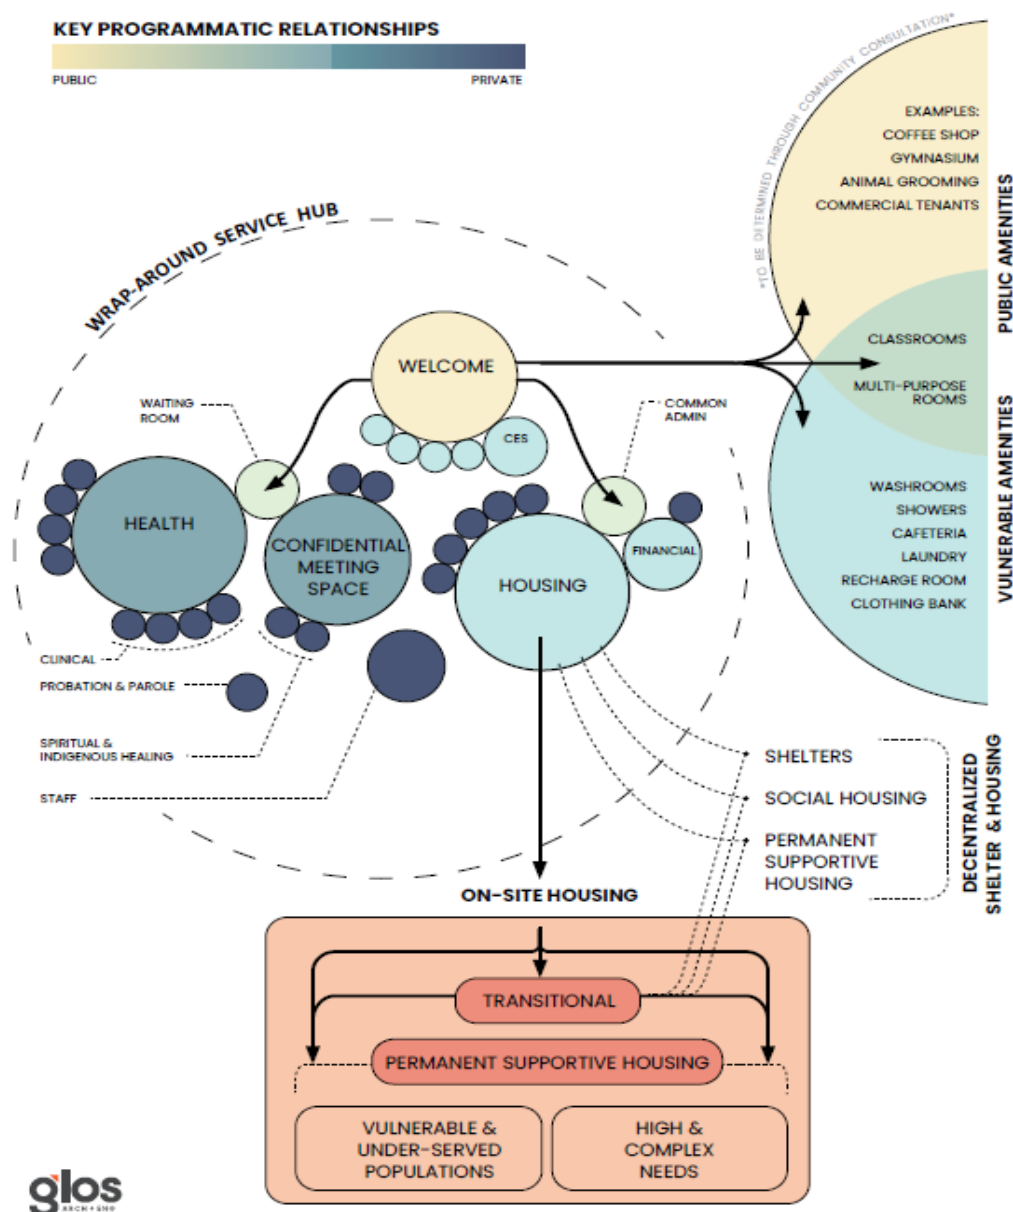 KEY PROGRAMMATIC RELATIONSHIPS
PUBLIC
PRIVATE
*TO BE DETERMINED THROUGH COMMUNITY CONSULTATION*
EXAMPLES:
COFFEE SHOP
GYMNASIUM
ANIMAL GROOMING
COMMERCIAL TENANTS
PUBLIC AMENITIES
CLASSROOMS
MULTI-PURPOSE
ROOMS
VULNERABLE AMENITIES
WASHROOMS
SHOWERS
CAFETERIA
LAUNDRY
RECHARGE ROOM
CLOTHING BANK
WRAP-AROUND SERVICE HUB
WELCOME
CES
WAITING
ROOM
COMMON
ADMIN
HEALTH
CONFIDENTIAL
MEETING
SPACE
HOUSING
FINANCIAL
CLINICAL
PROBATION & PAROLE
SPIRITUAL &
INDIGENOUS HEALING
STAFF
SHELTERS
SOCIAL HOUSING
PERMANENT
SUPPORTIVE
HOUSING
DECENTRALIZED
SHELTER & HOUSING
ON-SITE HOUSING
TRANSITIONAL
PERMANENT SUPPORTIVE HOUSING
VULNERABLE &
UNDER-SERVED
POPULATIONS
HIGH &
COMPLEX
NEEDS
glos
ARCH + ENG